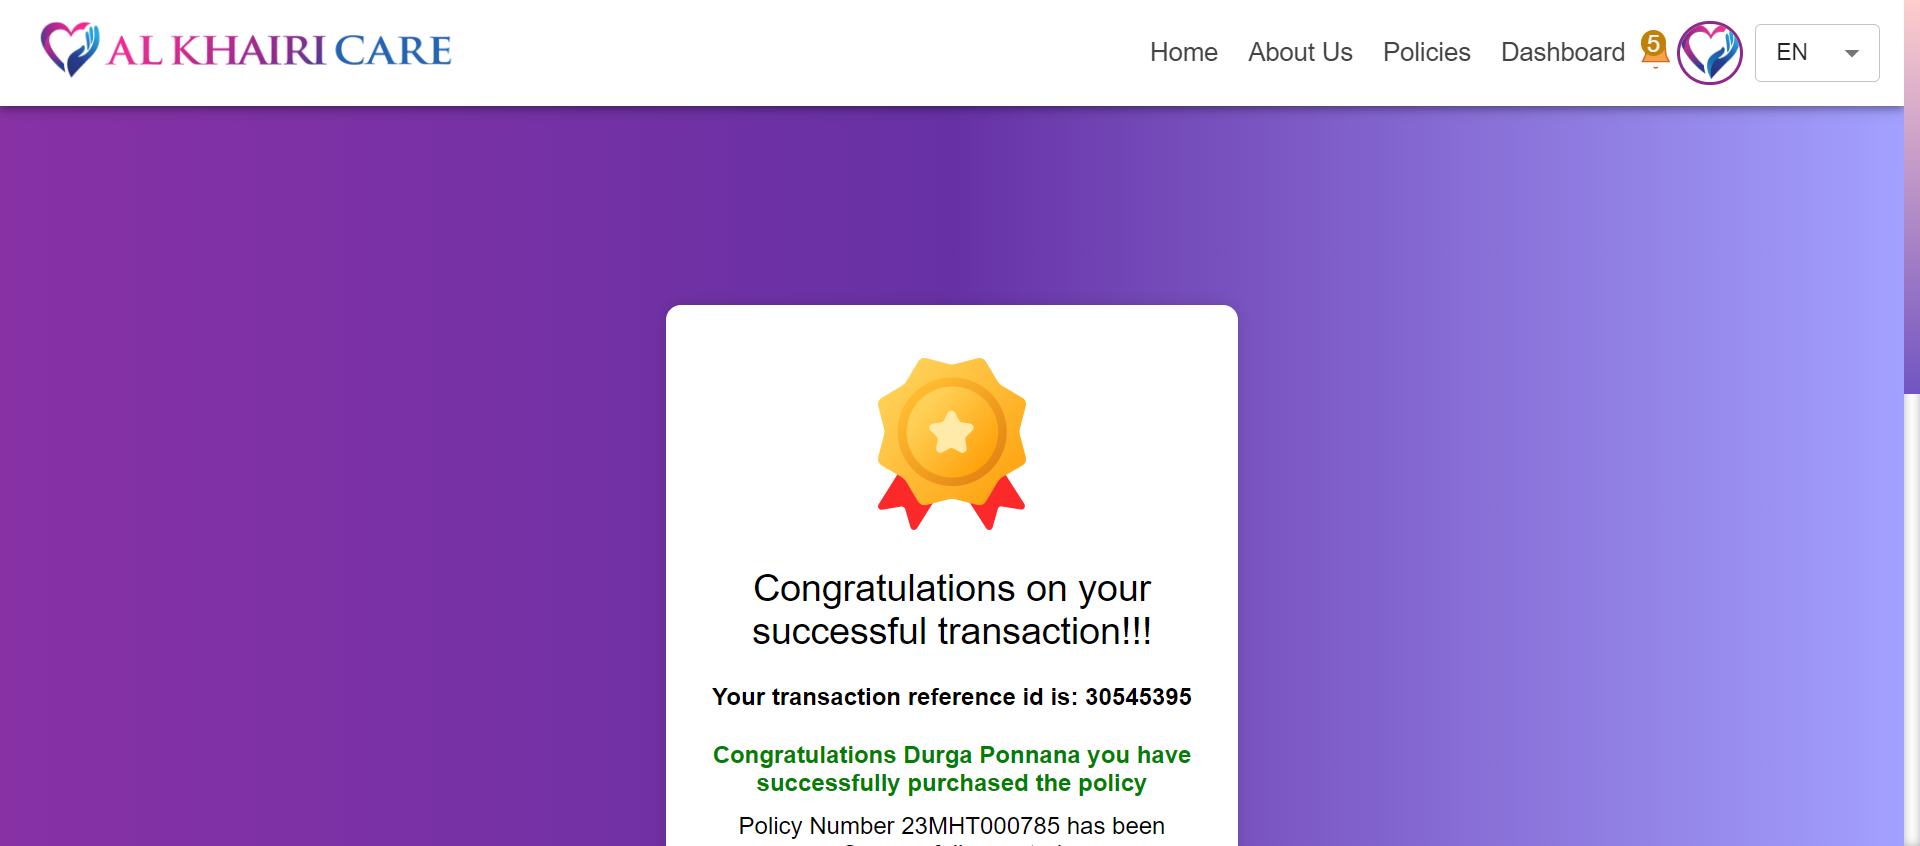 AL KHAIRI CARE
Home About Us Policies Dashboard 5 EN
Congratulations on your
successful transaction!!!
Your transaction reference id is: 30545395
Congratulations Durga Ponnana you have
successfully purchased the policy
Policy Number 23MHT000785 has been